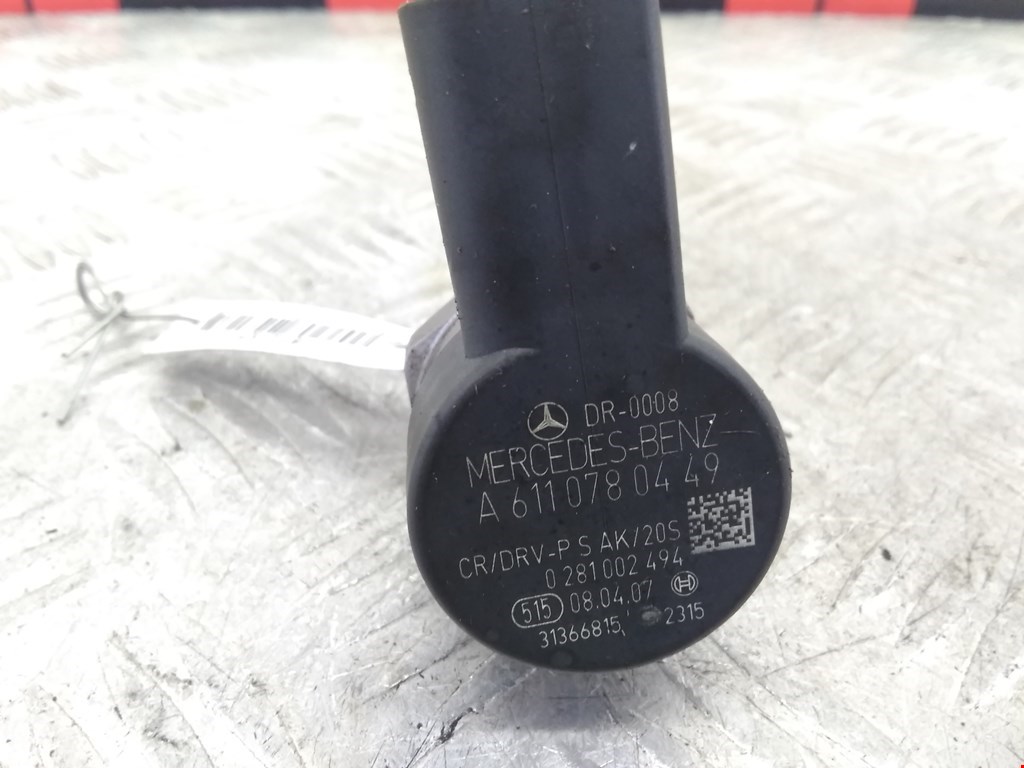 DR-0008
MERCEDES-BENZ
A 611 078 04 49
CR/DRV-P S AK/20S
0 281 002 494
515 08.04.07
31366815 2315